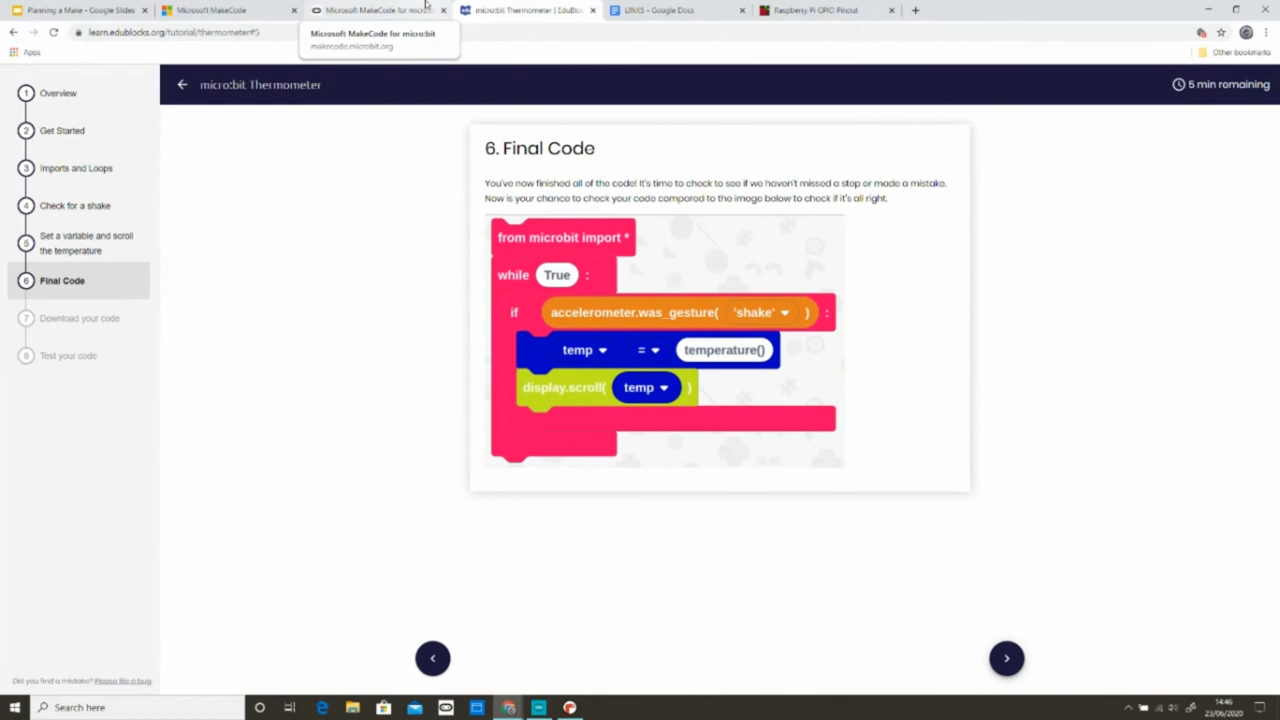 Planning a Make - Google Slides
Microsoft MakeCode
Microsoft MakeCode for micro:b
micro:bit Thermometer | EduBlo
LINKS - Google Docs
Raspberry Pi GPIO Pinout
learn.edublocks.org/tutorial/thermometer#5
Microsoft MakeCode for micro:bit
makecode.microbit.org
Apps
Other bookmarks
micro:bit Thermometer
5 min remaining
1 Overview
2 Get Started
3 Imports and Loops
4 Check for a shake
5 Set a variable and scroll
the temperature
6 Final Code
7 Download your code
8 Test your code
6. Final Code
You've now finished all of the code! It's time to check to see if we haven't missed a step or made a mistake.
Now is your chance to check your code compared to the image below to check if it's all right.
from microbit import *
while True :
if accelerometer.was_gesture( 'shake' ) :
temp = temperature()
display.scroll( temp )
Did you find a mistake? Please file a bug.
Search here
14:46
23/06/2020